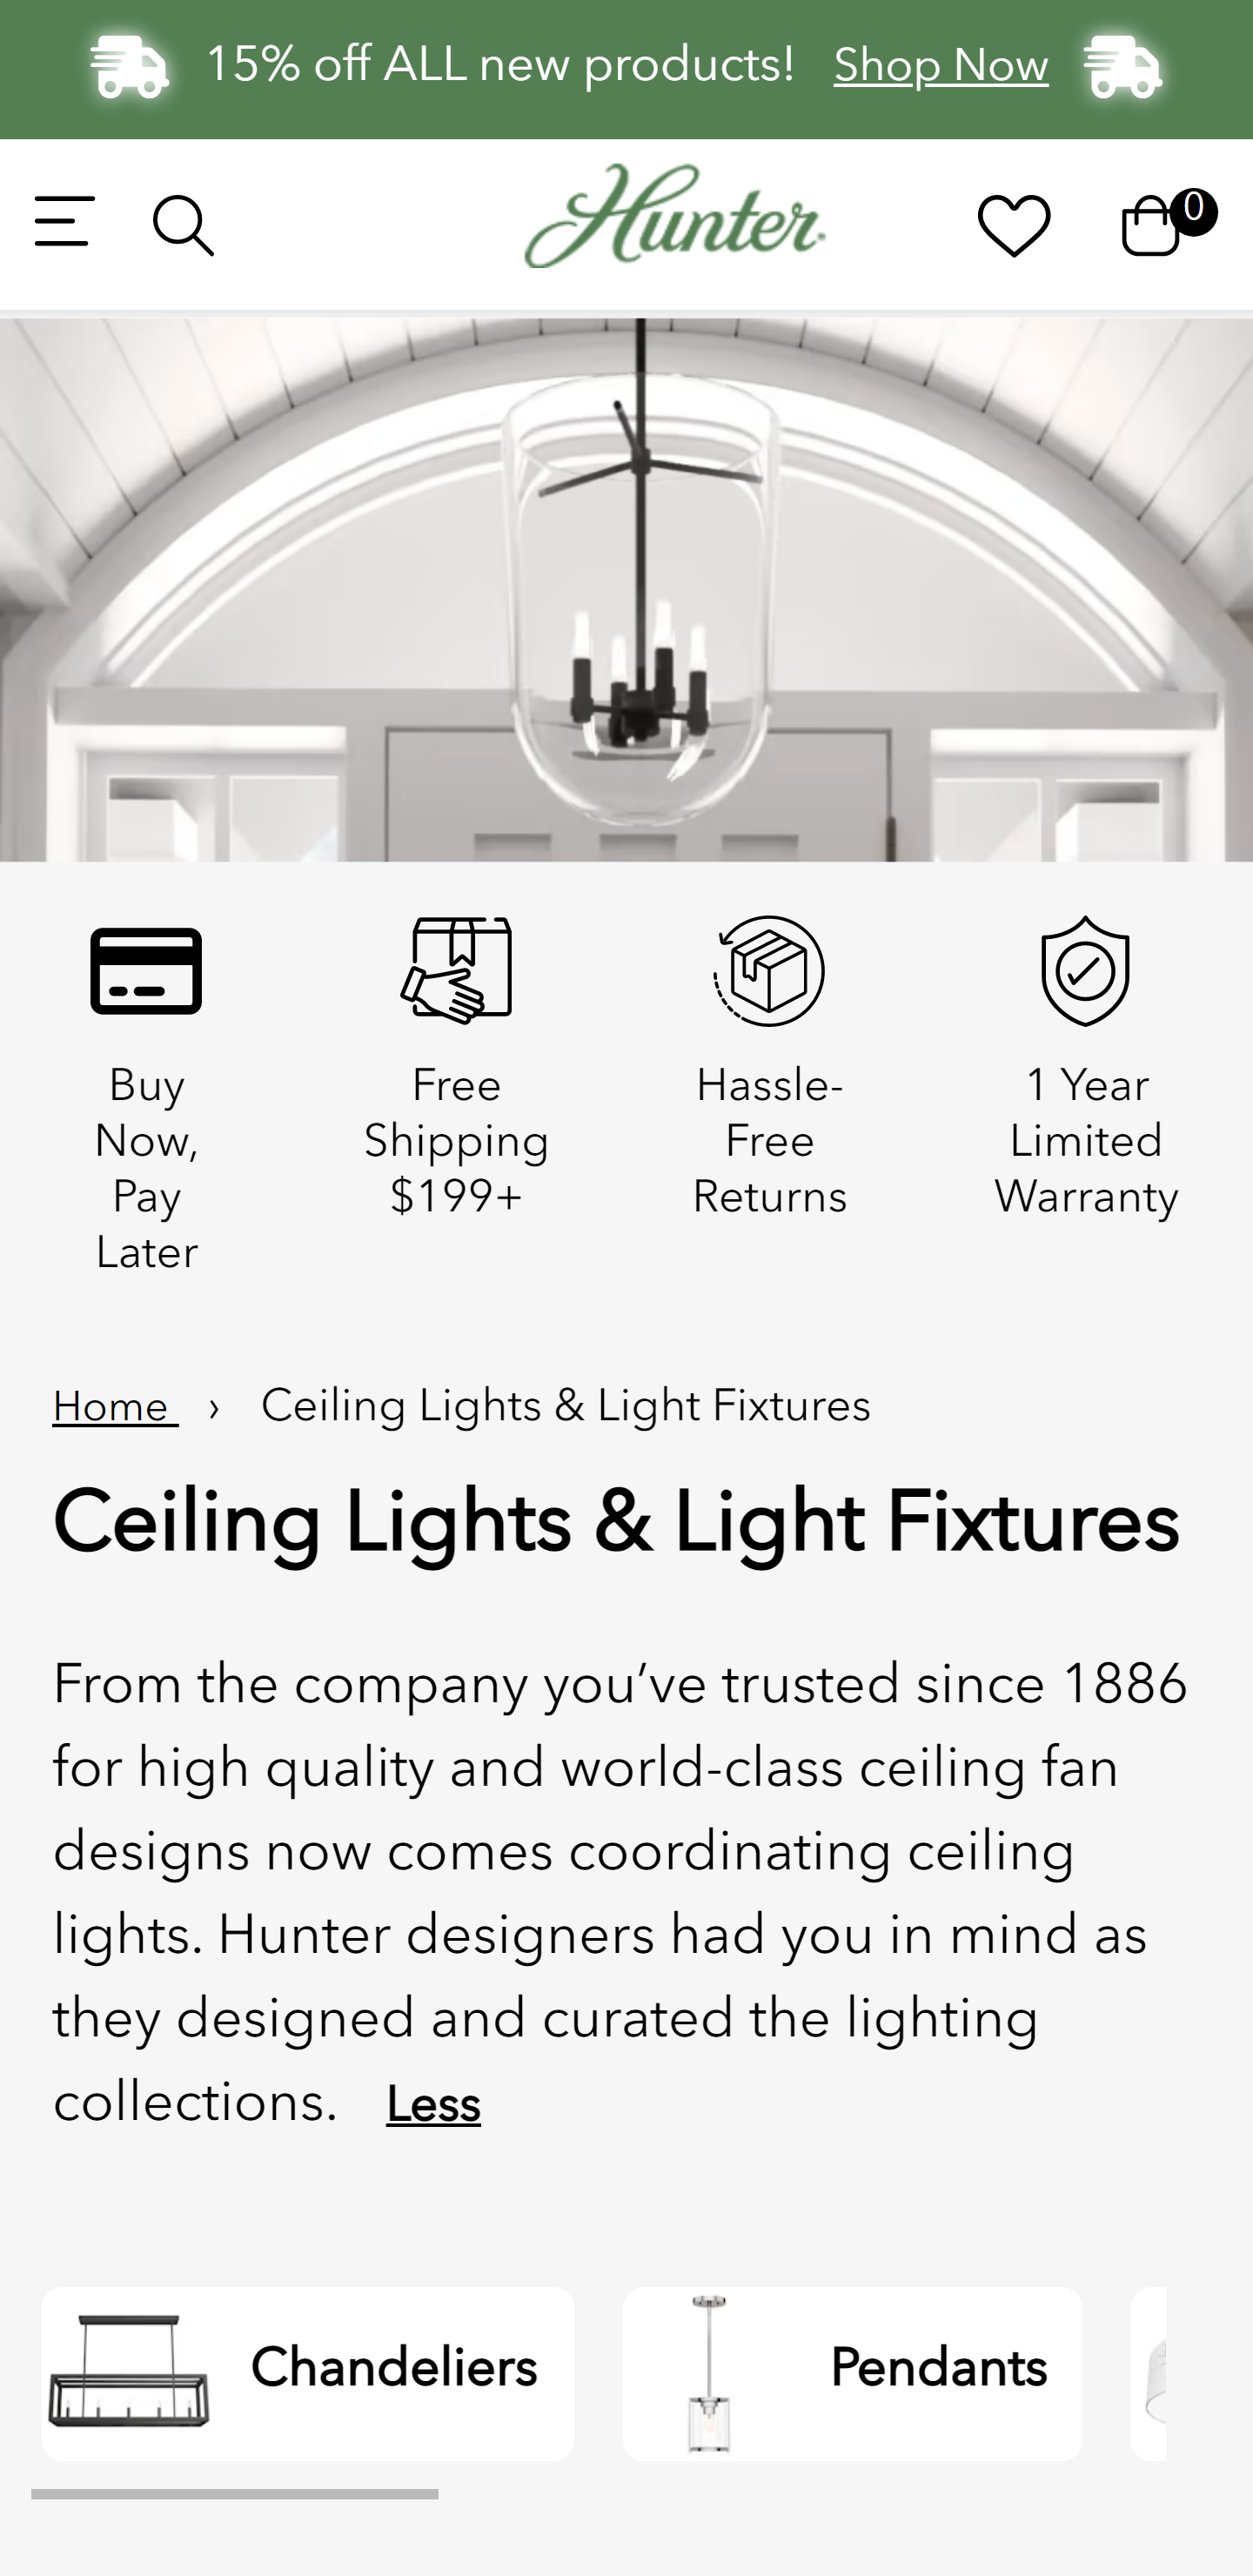 15% off ALL new products! Shop Now
Hunter
0
Buy
Now,
Pay
Later
Free
Shipping
$199+
Hassle-
Free
Returns
1 Year
Limited
Warranty
Home › Ceiling Lights & Light Fixtures
Ceiling Lights & Light Fixtures
From the company you’ve trusted since 1886
for high quality and world-class ceiling fan
designs now comes coordinating ceiling
lights. Hunter designers had you in mind as
they designed and curated the lighting
collections. Less
Chandeliers
Pendants